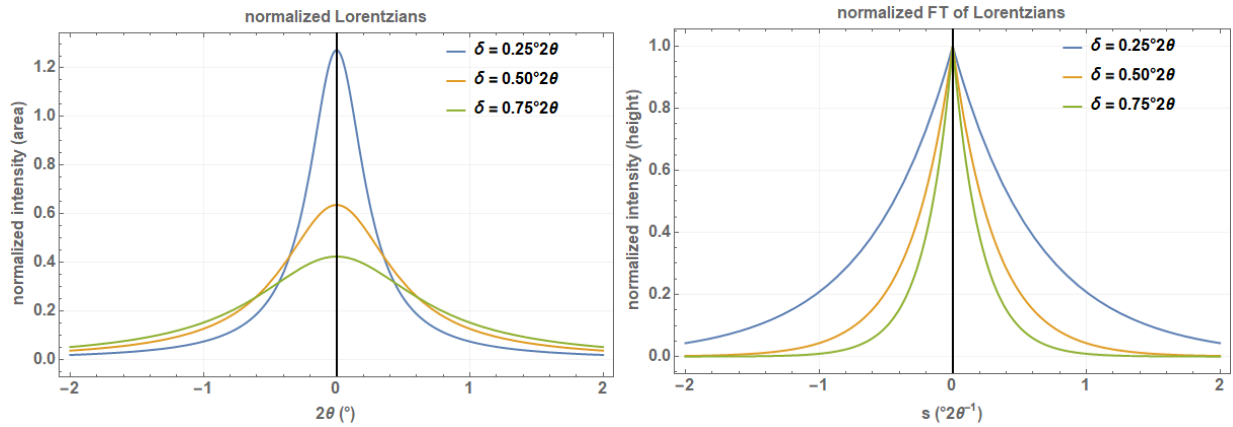 normalized Lorentzians
normalized intensity (area)
1.2
1.0
0.8
0.6
0.4
0.2
0.0
δ = 0.25°2θ
δ = 0.50°2θ
δ = 0.75°2θ
−2 −1 0 1 2
2θ (°)
normalized FT of Lorentzians
normalized intensity (height)
1.0
0.8
0.6
0.4
0.2
0.0
δ = 0.25°2θ
δ = 0.50°2θ
δ = 0.75°2θ
−2 −1 0 1 2
s (°2θ⁻¹)